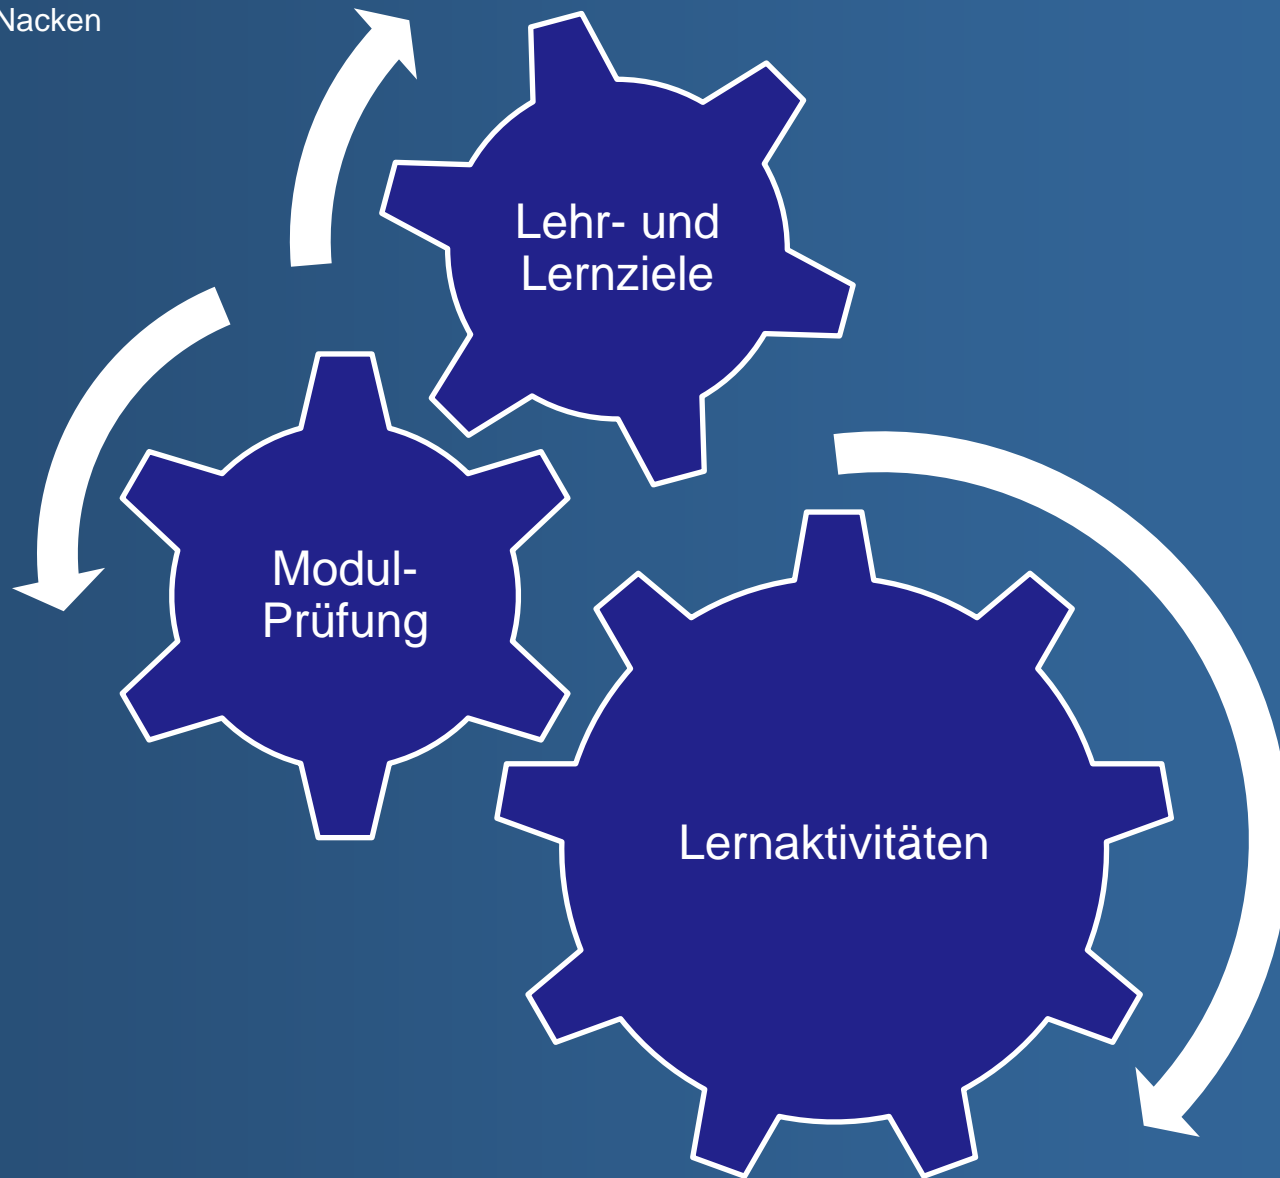 Nacken
Lehr- und
Lernziele
Modul-
Prüfung
Lernaktivitäten